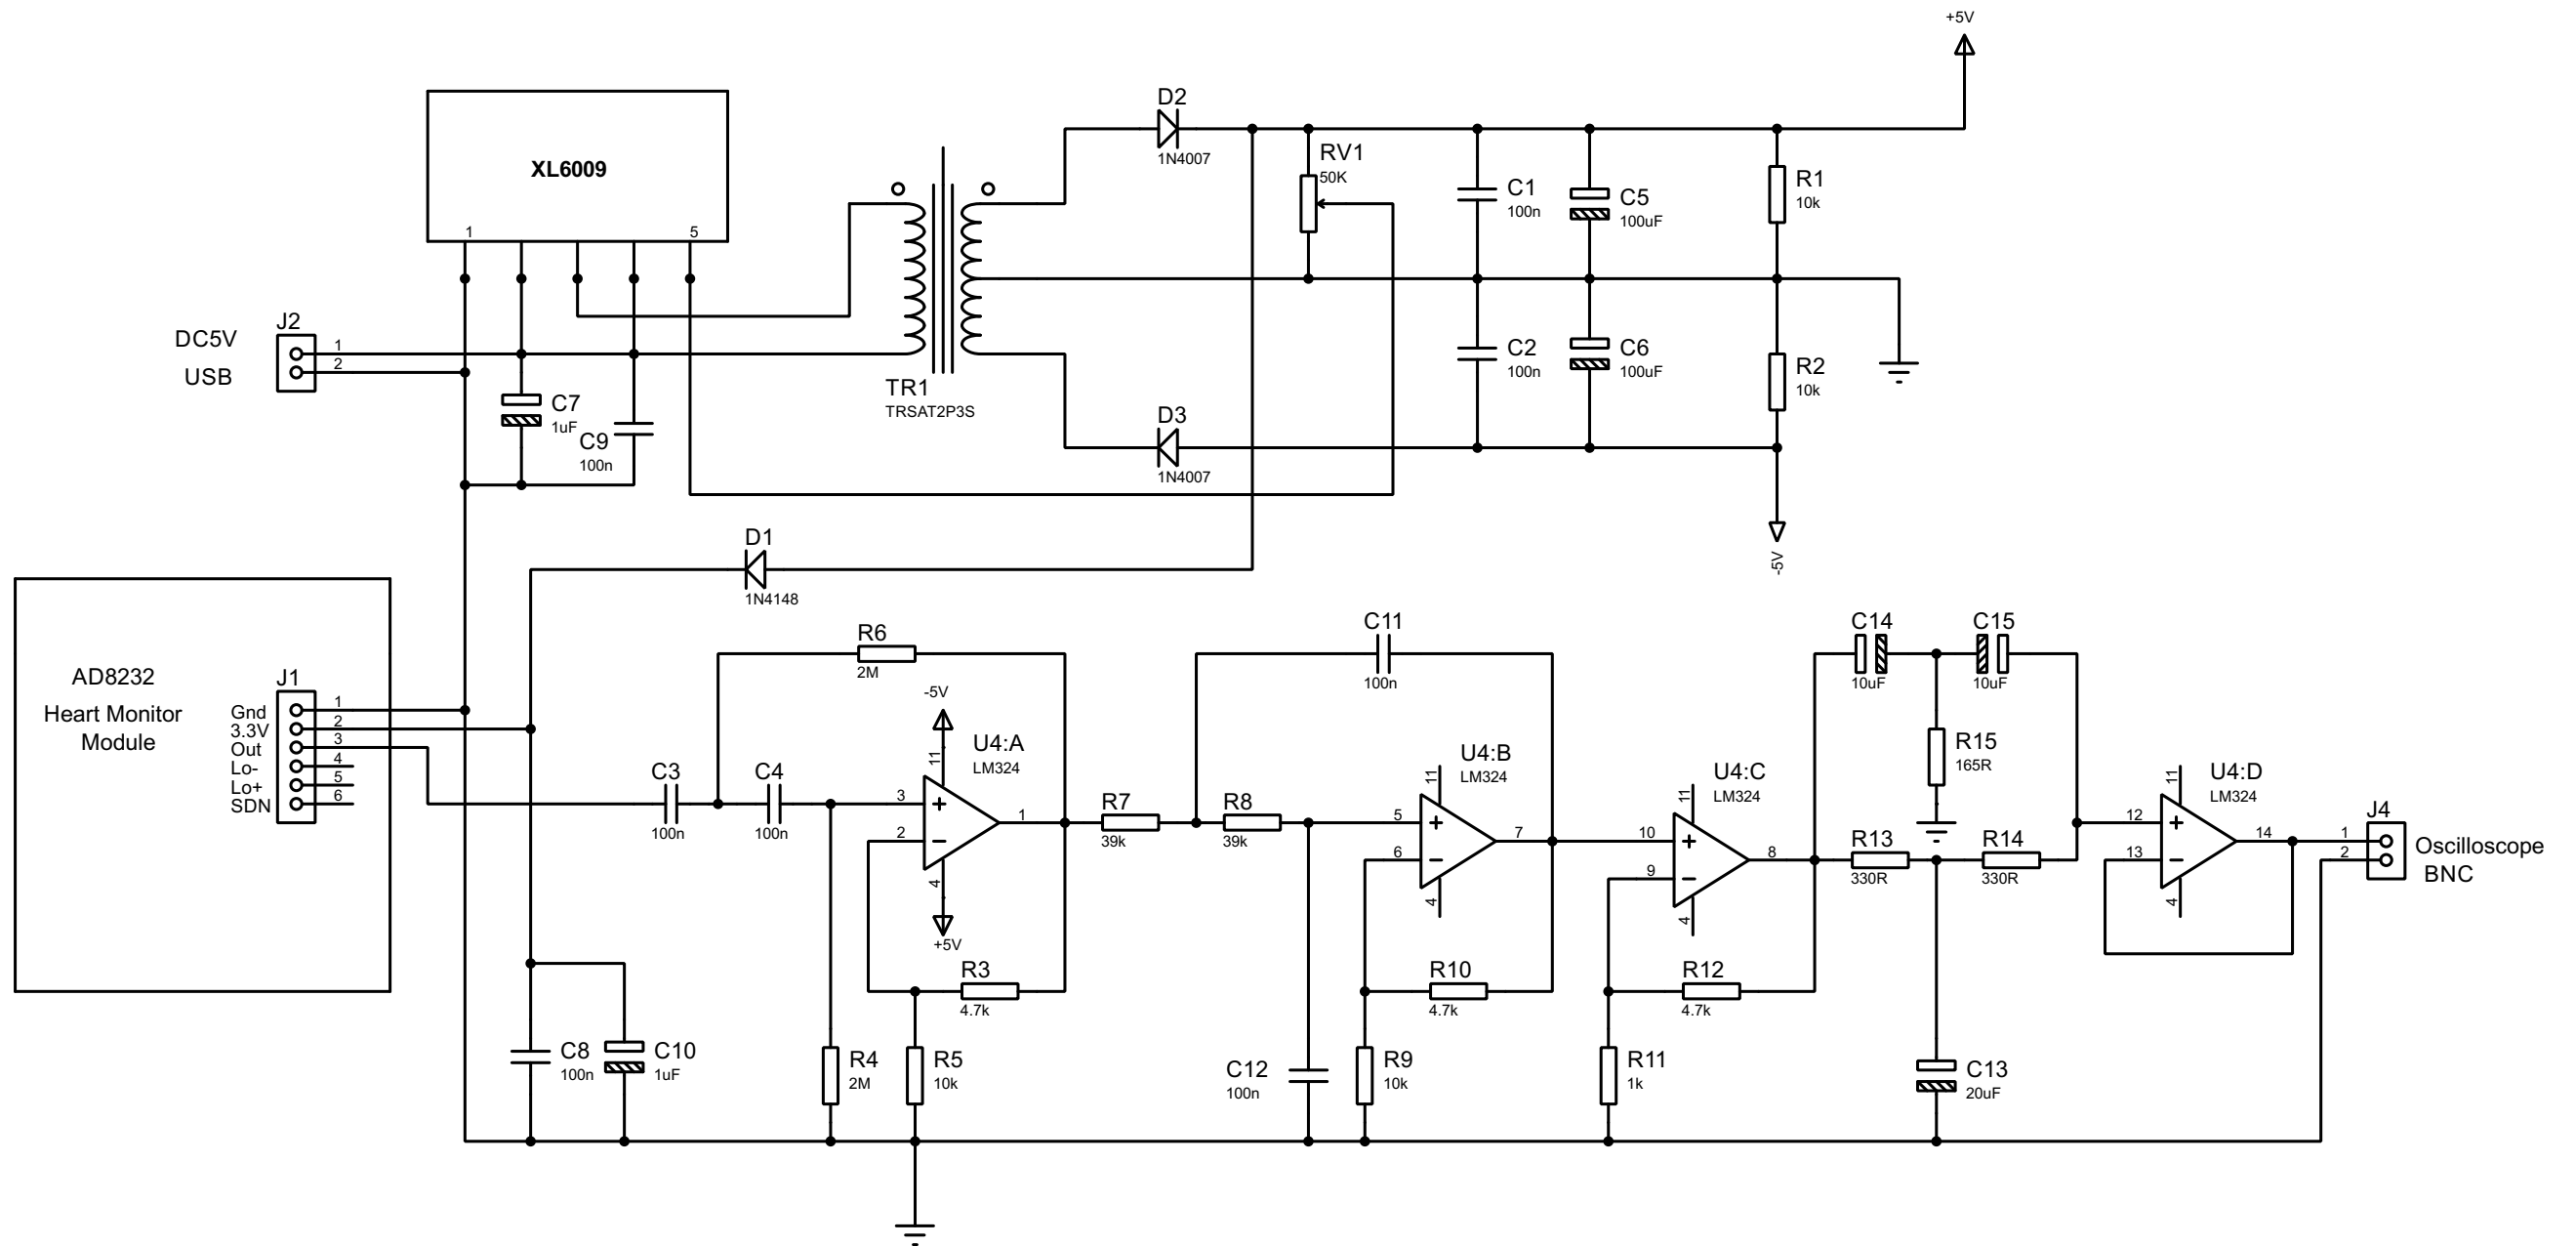 +5V
XL6009
1
5
D2
1N4007
RV1
50K
C1
100n
C5
100uF
R1
10k
J2
DC5V
USB
1
2
C7
1uF
C9
100n
TR1
TRSAT2P3S
D3
1N4007
C2
100n
C6
100uF
R2
10k
-5V
D1
1N4148
AD8232
Heart Monitor
Module
J1
Gnd
3.3V
Out
Lo-
Lo+
SDN
1
2
3
4
5
6
R6
2M
C3
100n
C4
100n
-5V
11
U4:A
LM324
3
2
1
4
+5V
R3
4.7k
R4
2M
R5
10k
C8
100n
C10
1uF
C11
100n
R7
39k
R8
39k
U4:B
LM324
11
5
6
7
4
R10
4.7k
C12
100n
R9
10k
U4:C
LM324
11
10
9
8
4
R12
4.7k
R11
1k
C14
10uF
C15
10uF
R15
165R
R13
330R
R14
330R
C13
20uF
U4:D
LM324
11
12
13
14
4
J4
1
2
Oscilloscope
BNC